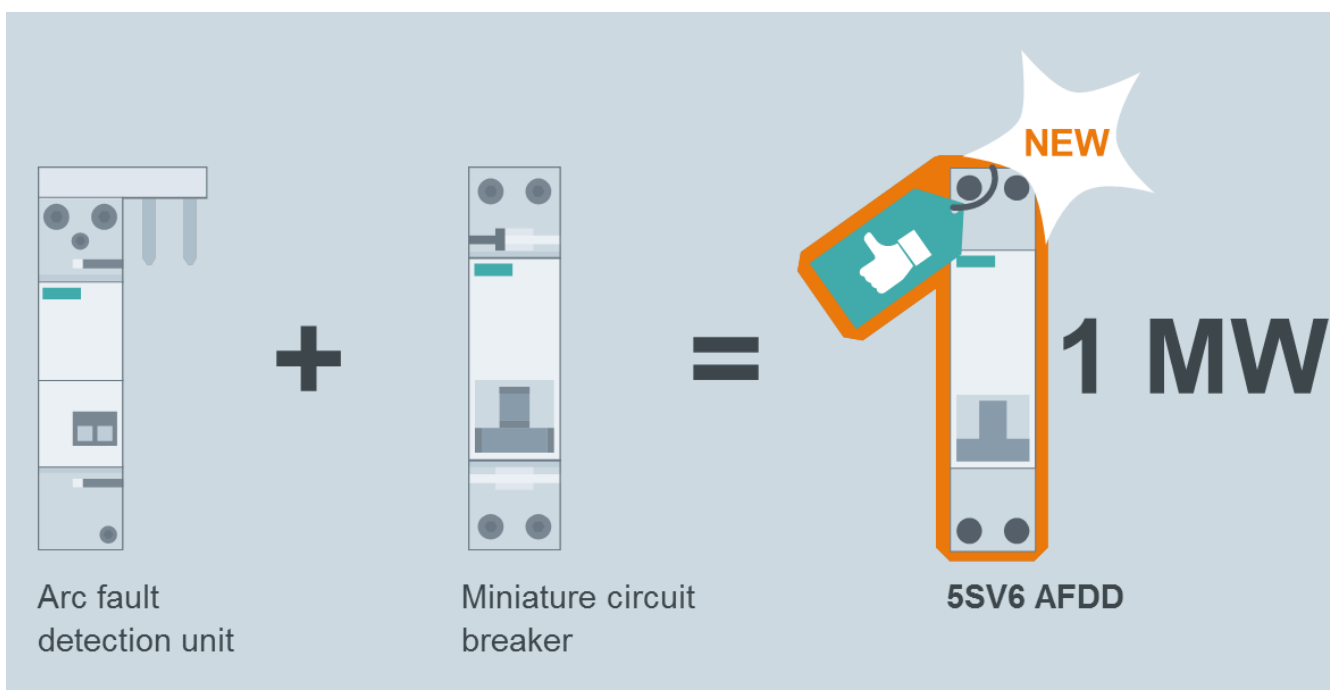 NEW
+
=
1 MW
Arc fault
detection unit
Miniature circuit
breaker
5SV6 AFDD